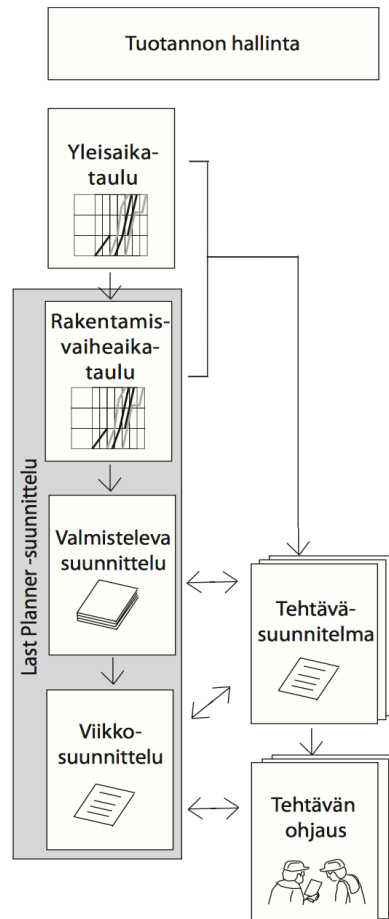 Tuotannon hallinta
Yleisaika-
taulu
Rakentamis-
vaiheaika-
taulu
Last Planner -suunnittelu
Valmisteleva
suunnittelu
Tehtävä-
suunnitelma
Viikko-
suunnittelu
Tehtävän
ohjaus